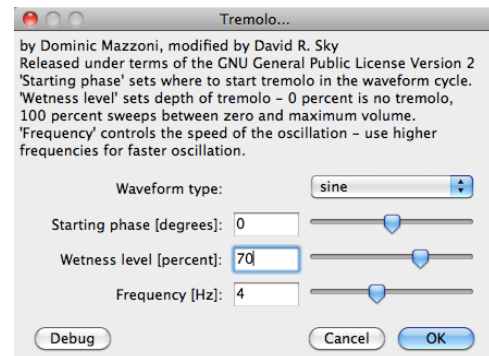 Tremolo...
by Dominic Mazzoni, modified by David R. Sky
Released under terms of the GNU General Public License Version 2
'Starting phase' sets where to start tremolo in the waveform cycle.
'Wetness level' sets depth of tremolo - 0 percent is no tremolo,
100 percent sweeps between zero and maximum volume.
'Frequency' controls the speed of the oscillation - use higher
frequencies for faster oscillation.
Waveform type: sine
Starting phase [degrees]: 0
Wetness level [percent]: 70
Frequency [Hz]: 4
Debug Cancel OK